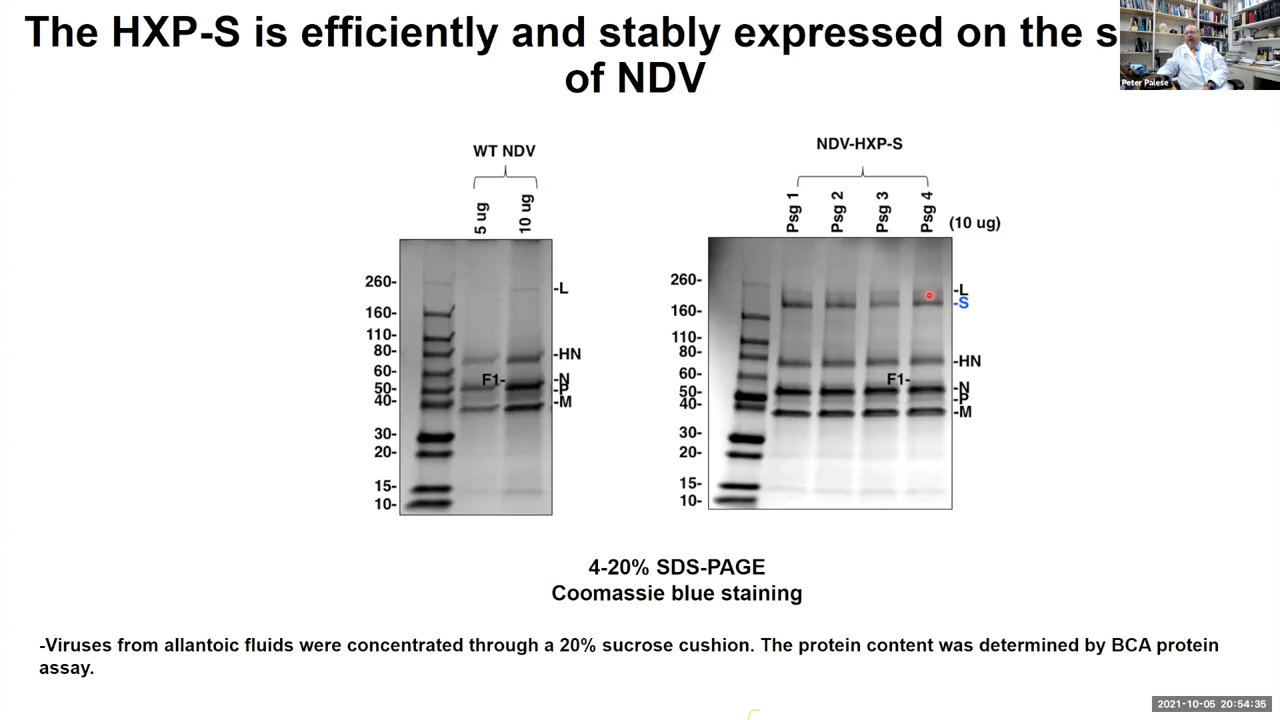 The HXP-S is efficiently and stably expressed on the s
of NDV
Peter Palese
WT NDV
5 ug
10 ug
260-
160-
110-
80-
60-
50-
40-
30-
20-
15-
10-
-L
-HN
F1-
-N
-P
-M
NDV-HXP-S
Psg 1
Psg 2
Psg 3
Psg 4
(10 ug)
260-
160-
110-
80-
60-
50-
40-
30-
20-
15-
10-
-L
-S
-HN
F1-
-N
-P
-M
4-20% SDS-PAGE
Coomassie blue staining
-Viruses from allantoic fluids were concentrated through a 20% sucrose cushion. The protein content was determined by BCA protein
assay.
2021-10-05 20:54:35